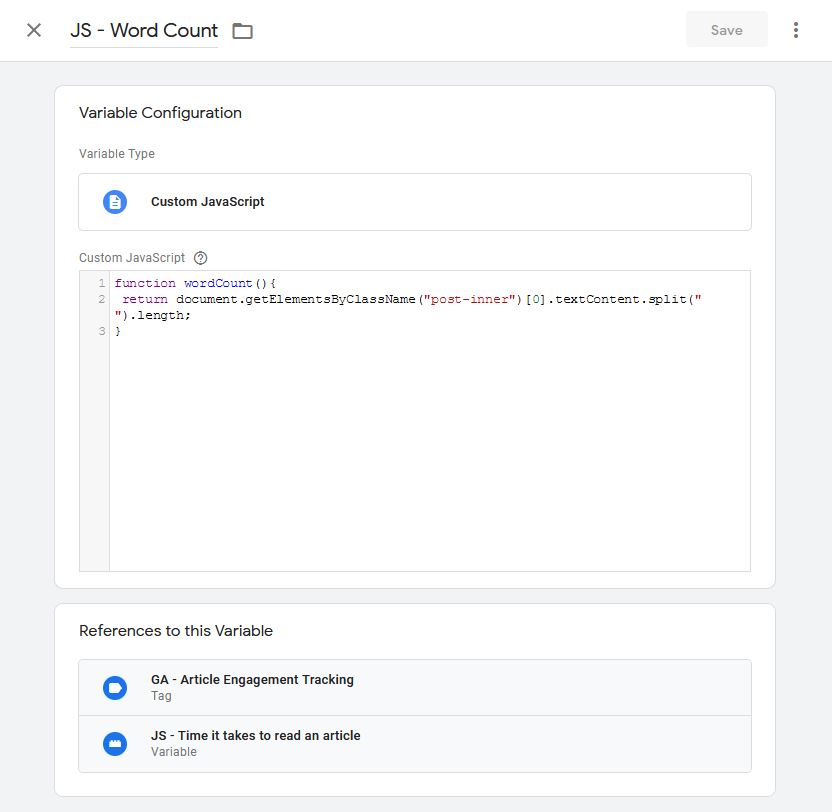 JS - Word Count
Save
Variable Configuration
Variable Type
Custom JavaScript
Custom JavaScript
1 function wordCount(){
2 return document.getElementsByClassName("post-inner")[0].textContent.split("
").length;
3 }
References to this Variable
GA - Article Engagement Tracking
Tag
JS - Time it takes to read an article
Variable